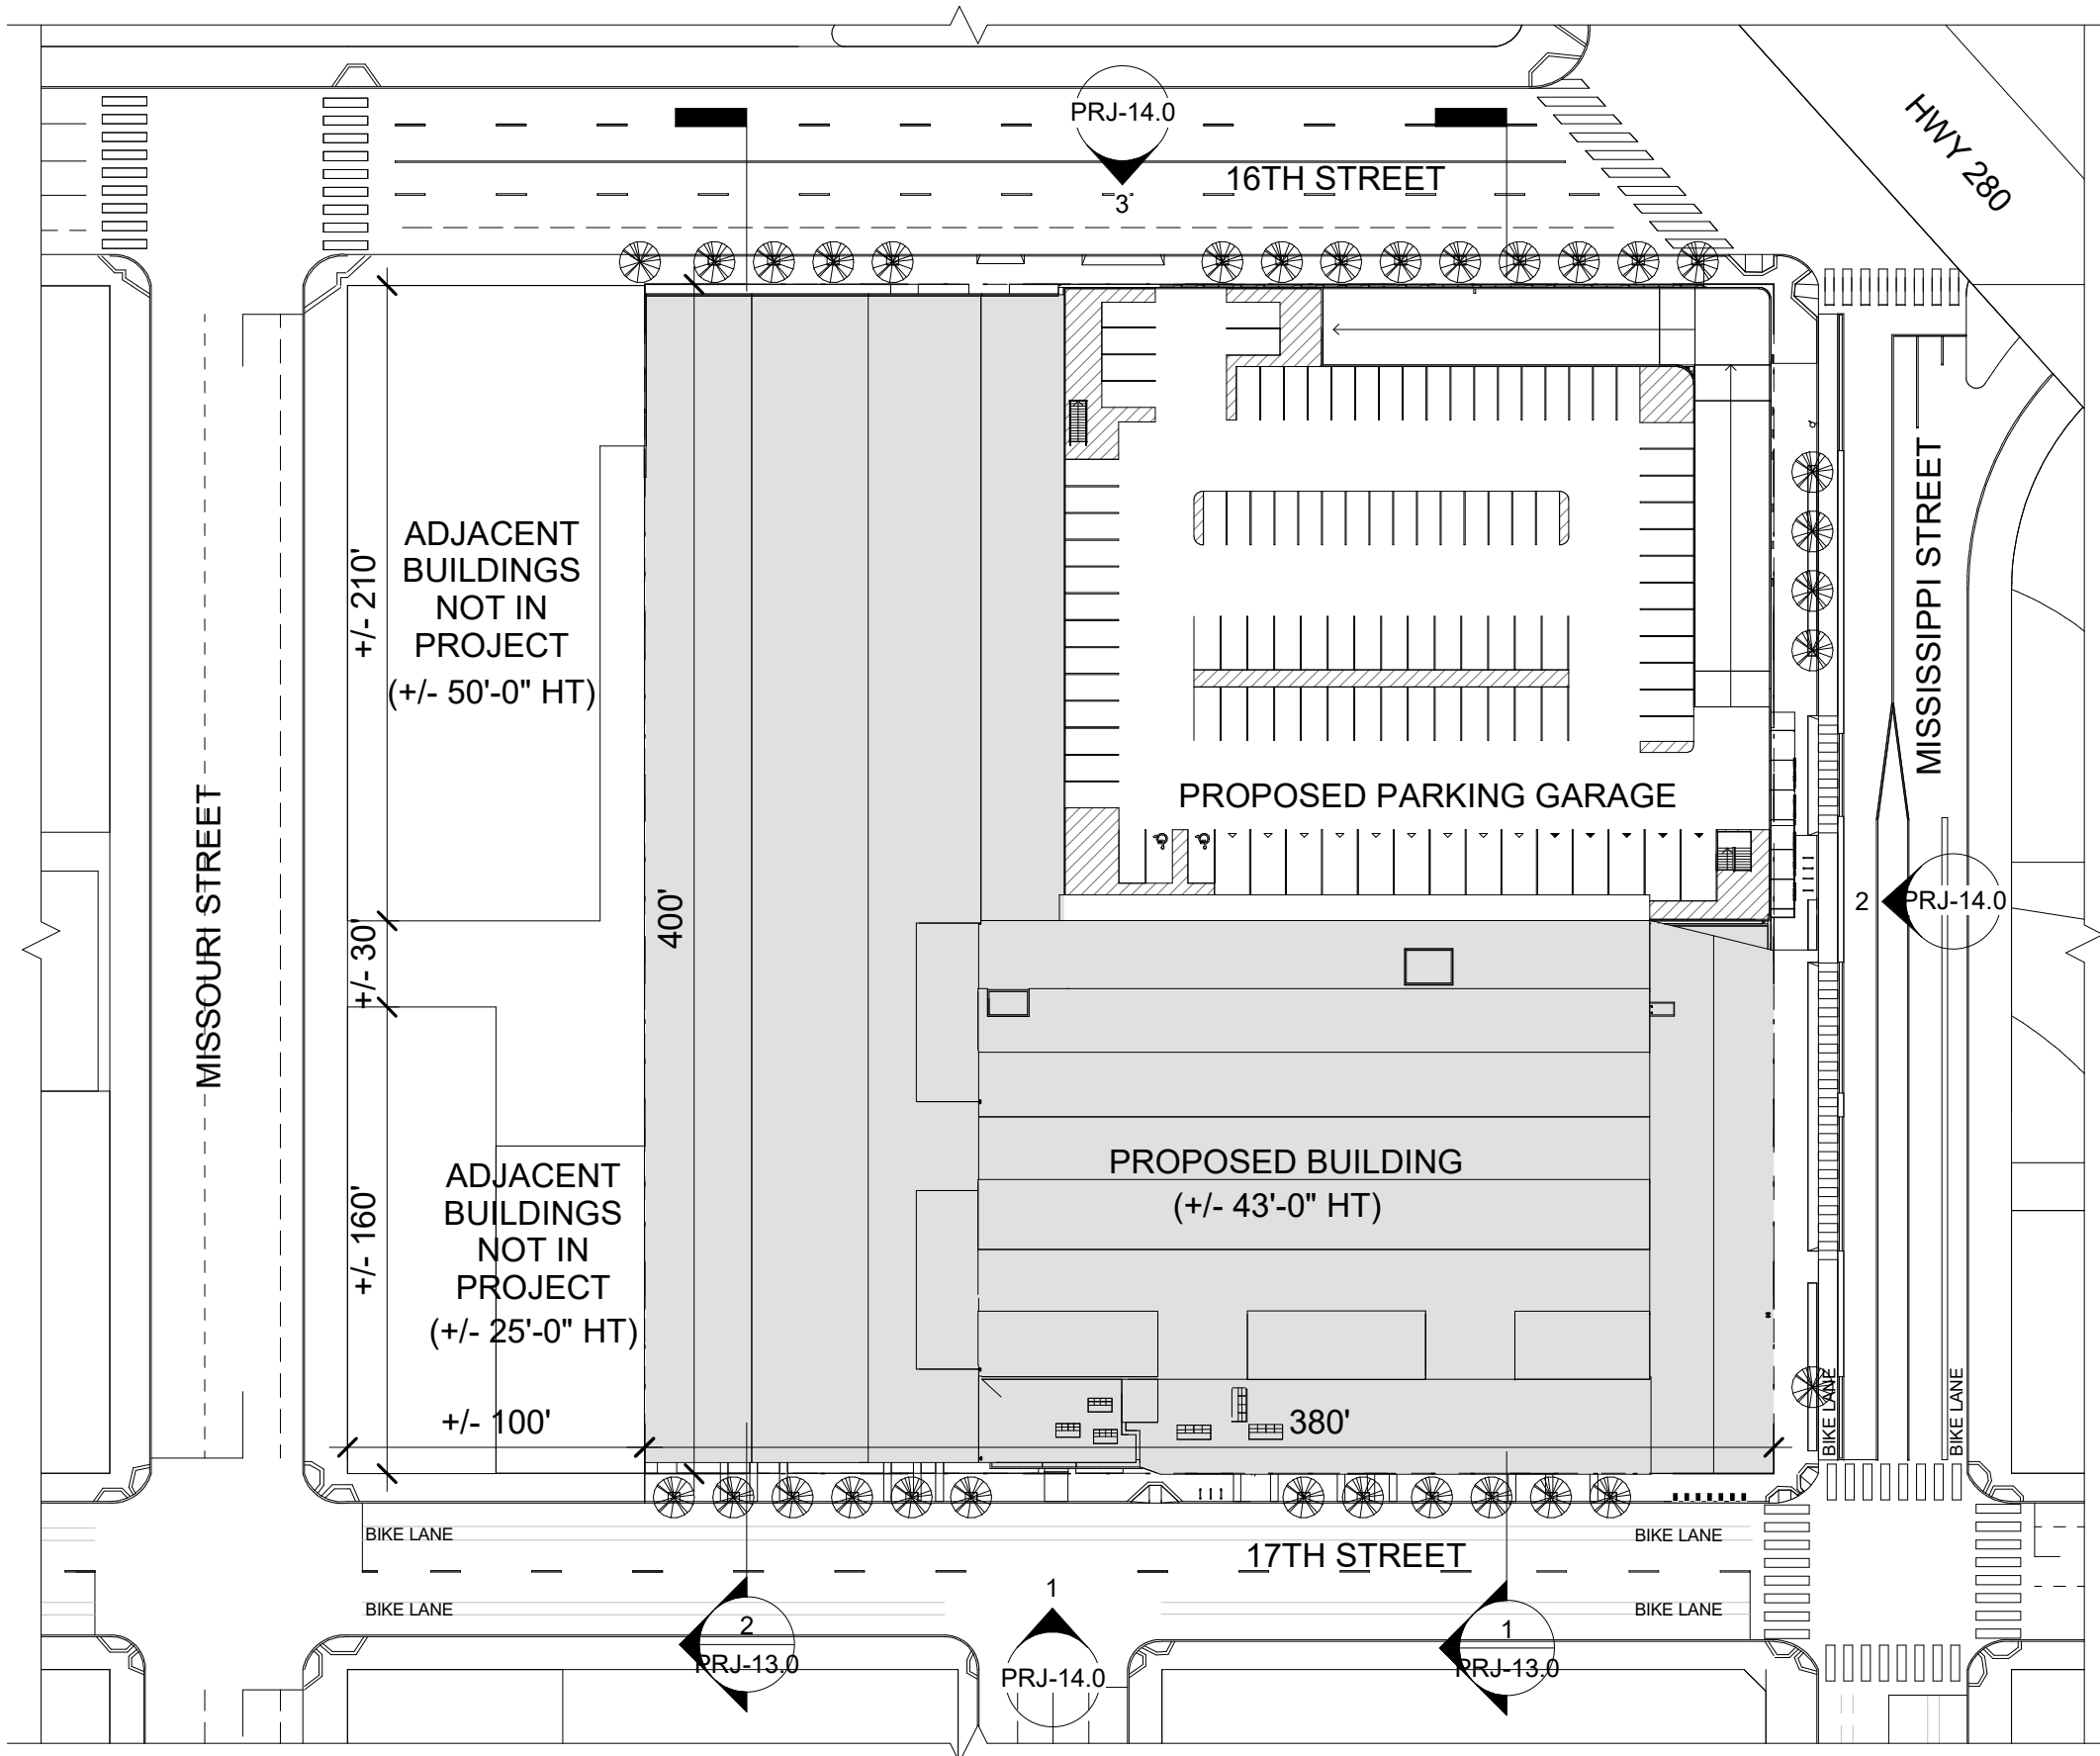 PRJ-14.0
3
16TH STREET
HWY 280
ADJACENT
BUILDINGS
NOT IN
PROJECT
(+/- 50'-0" HT)
+/- 210'
+/- 30'
+/- 160'
400'
MISSOURI STREET
MISSISSIPPI STREET
PROPOSED PARKING GARAGE
2
PRJ-14.0
PROPOSED BUILDING
(+/- 43'-0" HT)
ADJACENT
BUILDINGS
NOT IN
PROJECT
(+/- 25'-0" HT)
+/- 100'
380'
BIKE LANE
BIKE LANE
BIKE LANE
BIKE LANE
17TH STREET
BIKE LANE
BIKE LANE
2
PRJ-13.0
1
PRJ-14.0
1
PRJ-13.0